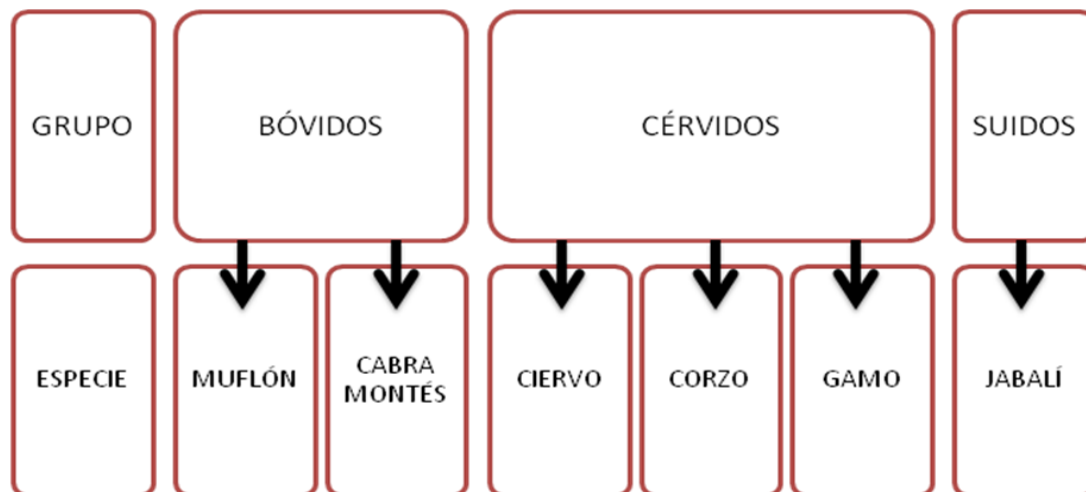 GRUPO
BÓVIDOS
CÉRVIDOS
SUIDOS
ESPECIE
MUFLÓN
CABRA
MONTÉS
CIERVO
CORZO
GAMO
JABALÍ